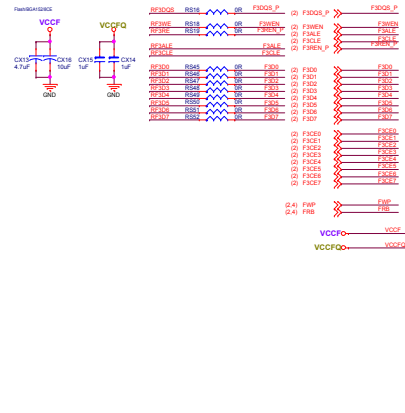 FlashBGA152BCE
VCCF
VCCFQ
CX13
4.7uF
CX16
10uF
CX15
1uF
CX14
1uF
GND
GND
RF3DQS RS16 0R F3DQS_P
RF3WE RS18 0R F3WEN
RF3RE RS19 0R F3REN_P
RF3ALE F3ALE
RF3CLE F3CLE
RF3D0 RS45 0R F3D0
RF3D1 RS46 0R F3D1
RF3D2 RS47 0R F3D2
RF3D3 RS48 0R F3D3
RF3D4 RS49 0R F3D4
RF3D5 RS50 0R F3D5
RF3D6 RS51 0R F3D6
RF3D7 RS52 0R F3D7
(2) F3DQS_P F3DQS_P
(2) F3WEN F3WEN
(2) F3ALE F3ALE
(2) F3CLE F3CLE
(2) F3REN_P F3REN_P
(2) F3D0 F3D0
(2) F3D1 F3D1
(2) F3D2 F3D2
(2) F3D3 F3D3
(2) F3D4 F3D4
(2) F3D5 F3D5
(2) F3D6 F3D6
(2) F3D7 F3D7
(2) F3CE0 F3CE0
(2) F3CE1 F3CE1
(2) F3CE2 F3CE2
(2) F3CE3 F3CE3
(2) F3CE4 F3CE4
(2) F3CE5 F3CE5
(2) F3CE6 F3CE6
(2) F3CE7 F3CE7
(2,4) FWP FWP
(2,4) FRB FRB
VCCF VCCF
VCCFQ VCCFQ